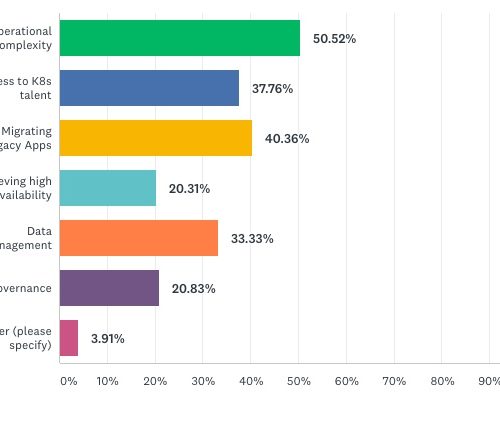 perational
omplexity
50.52%
ess to K8s
talent
37.76%
Migrating
gacy Apps
40.36%
eving high
vailability
20.31%
Data
nagement
33.33%
overnance
20.83%
er (please
specify)
3.91%
0% 10% 20% 30% 40% 50% 60% 70% 80% 90%